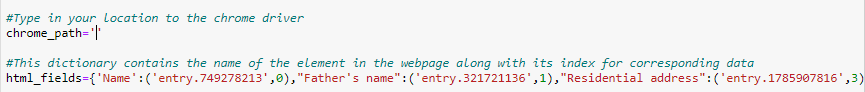 #Type in your location to the chrome driver
chrome_path=''
#This dictionary contains the name of the element in the webpage along with its index for corresponding data
html_fields={'Name':('entry.749278213',0),"Father's name":('entry.321721136',1),"Residential address":('entry.1785907816',3)